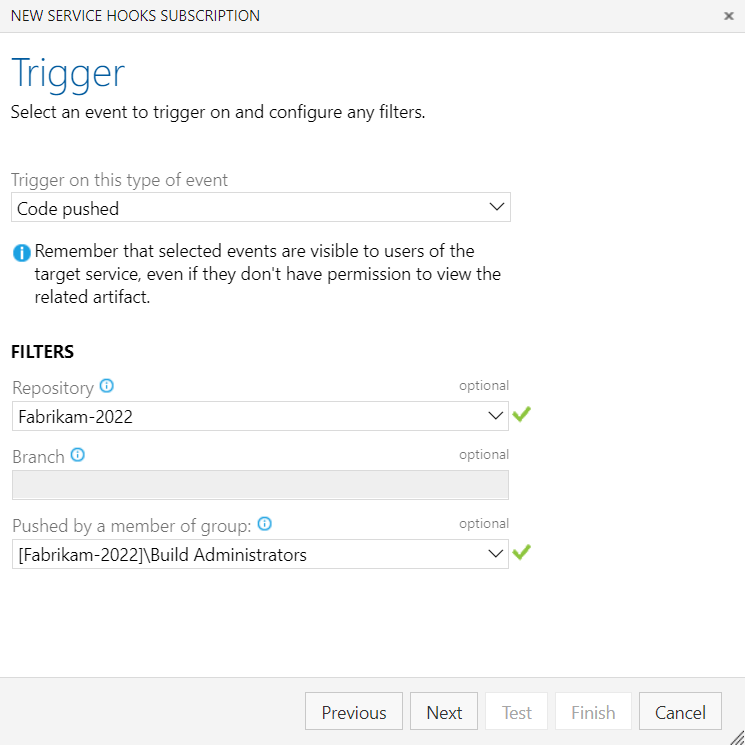 NEW SERVICE HOOKS SUBSCRIPTION
Trigger
Select an event to trigger on and configure any filters.
Trigger on this type of event
Code pushed
Remember that selected events are visible to users of the
target service, even if they don't have permission to view the
related artifact.
FILTERS
Repository optional
Fabrikam-2022
Branch optional
Pushed by a member of group: optional
[Fabrikam-2022]\Build Administrators
Previous Next Test Finish Cancel